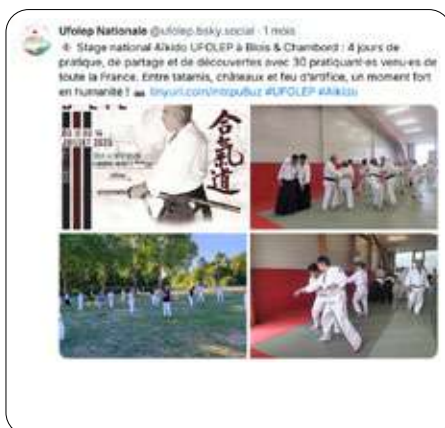 Ufolep Nationale @ufolep.bsky.social · 1 mois
Stage national Aïkido UFOLEP à Blois & Chambord : 4 jours de
pratique, de partage et de découvertes avec 30 pratiquant·es venu·es de
toute la France. Entre tatamis, châteaux et feu d'artifice, un moment fort
en humanité ! #UFOLEP #Aïkido
合氣道